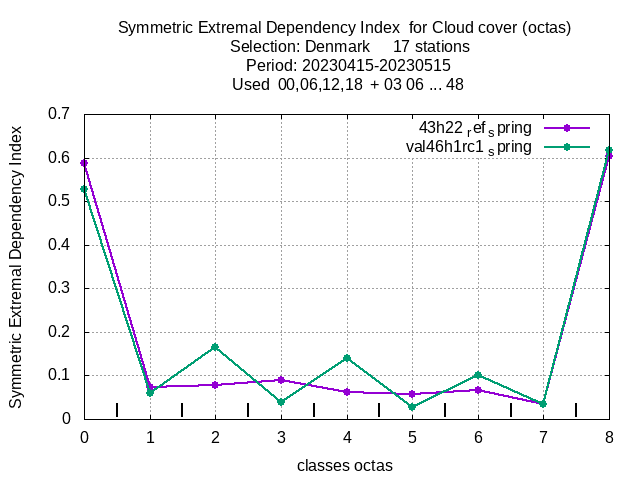 Symmetric Extremal Dependency Index  for Cloud cover (octas)
Selection: Denmark     17 stations
Period: 20230415-20230515
Used  00,06,12,18  + 03 06 ... 48
Symmetric Extremal Dependency Index
0.7
0.6
0.5
0.4
0.3
0.2
0.1
0
43h22 ref spring
val46h1rc1 spring
0 1 2 3 4 5 6 7 8
classes octas